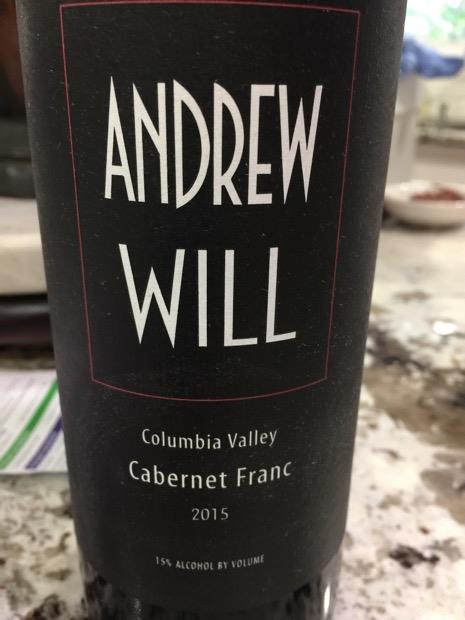 ANDREW
WILL
Columbia Valley
Cabernet Franc
2015
15% ALCOHOL BY VOLUME